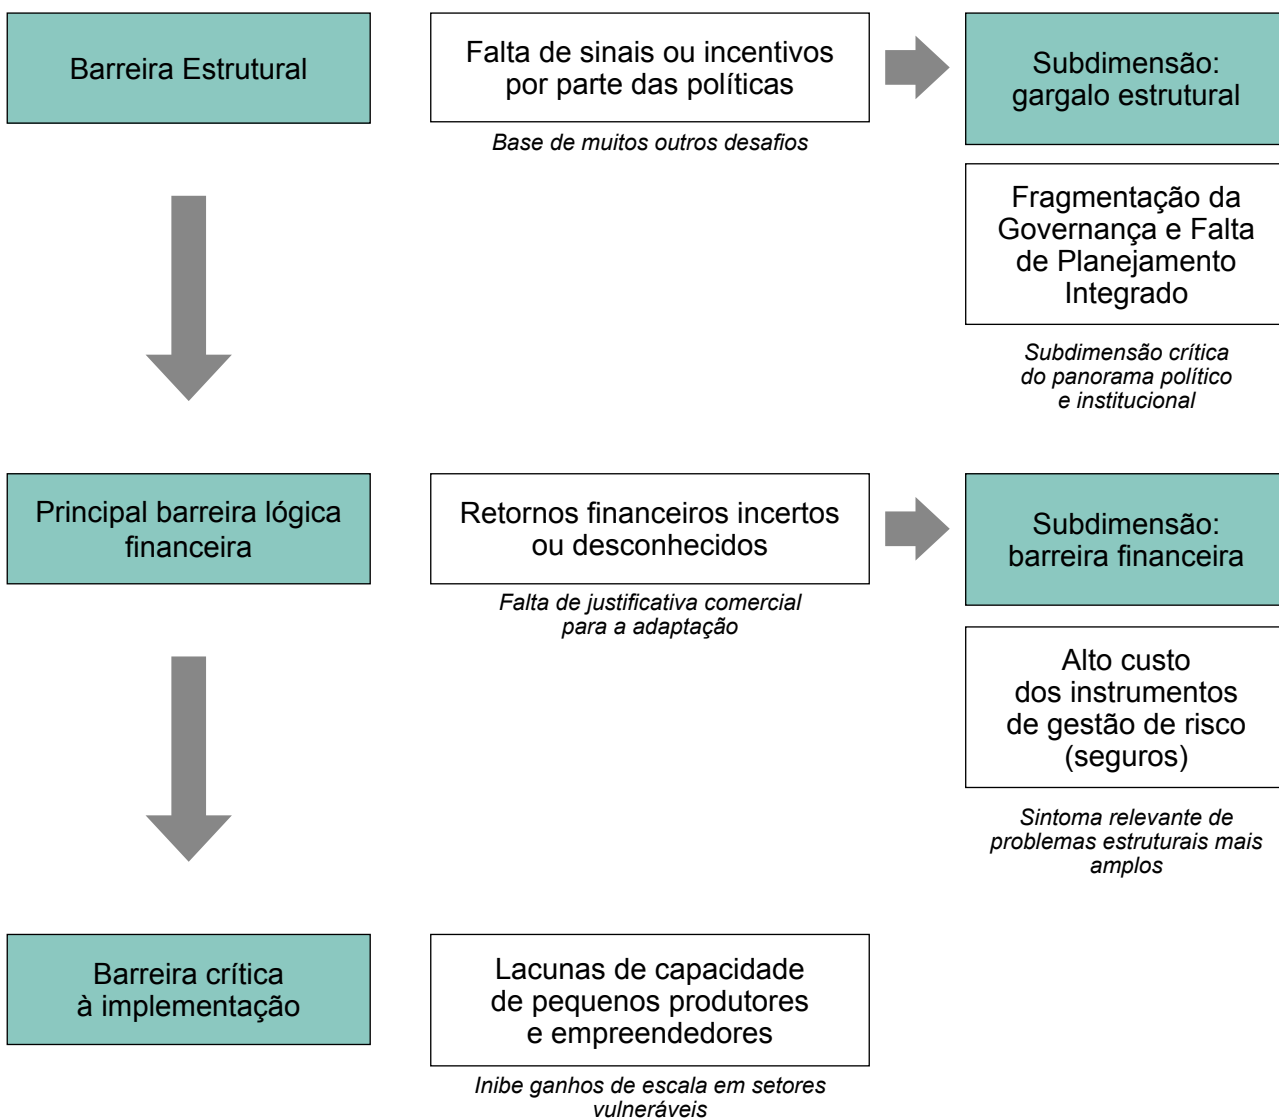 Barreira Estrutural
Falta de sinais ou incentivos
por parte das políticas
Base de muitos outros desafios
Subdimensão:
gargalo estrutural
Fragmentação da
Governança e Falta
de Planejamento
Integrado
Subdimensão crítica
do panorama político
e institucional
Principal barreira lógica
financeira
Retornos financeiros incertos
ou desconhecidos
Falta de justificativa comercial
para a adaptação
Subdimensão:
barreira financeira
Alto custo
dos instrumentos
de gestão de risco
(seguros)
Sintoma relevante de
problemas estruturais mais
amplos
Barreira crítica
à implementação
Lacunas de capacidade
de pequenos produtores
e empreendedores
Inibe ganhos de escala em setores
vulneráveis